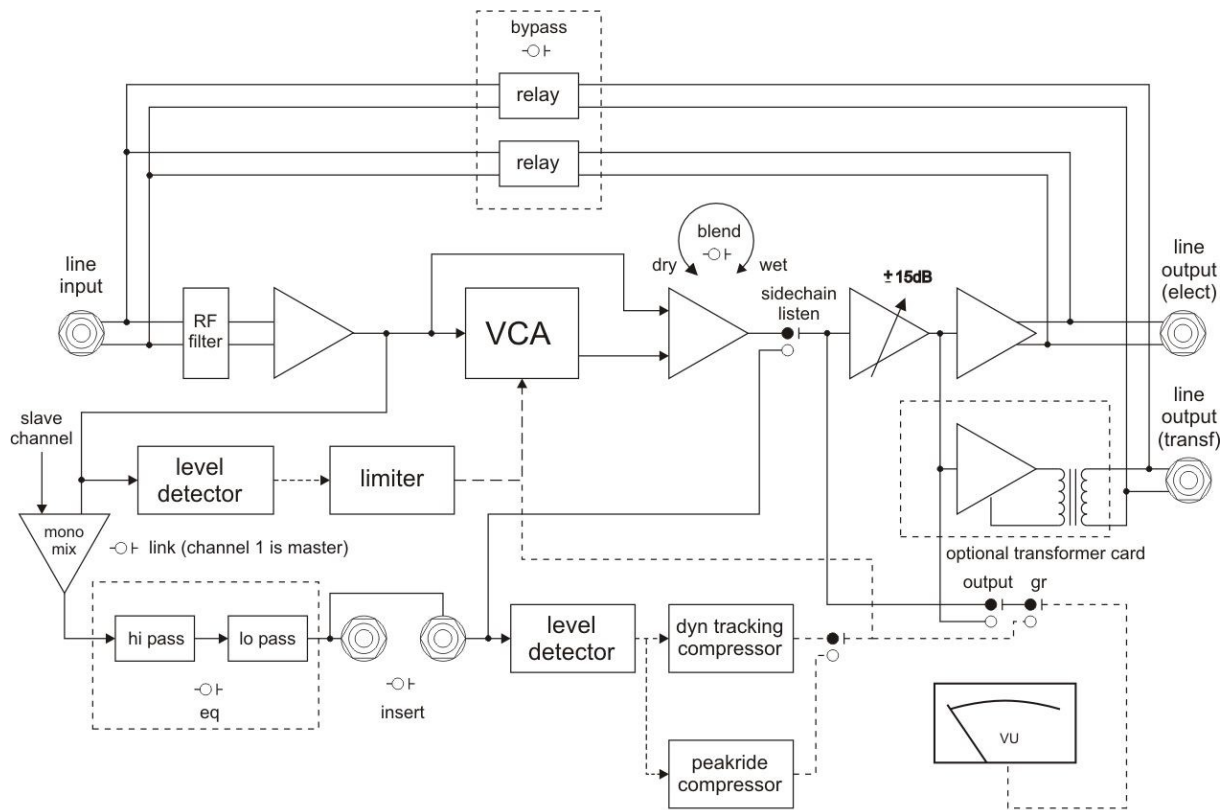 bypass
relay
relay
blend
dry
wet
± 15dB
sidechain
listen
line
input
line
output
(elect)
RF
filter
VCA
line
output
(transf)
slave
channel
level
detector
limiter
mono
mix
link (channel 1 is master)
optional transformer card
output
gr
hi pass
lo pass
level
detector
dyn tracking
compressor
eq
insert
VU
peakride
compressor